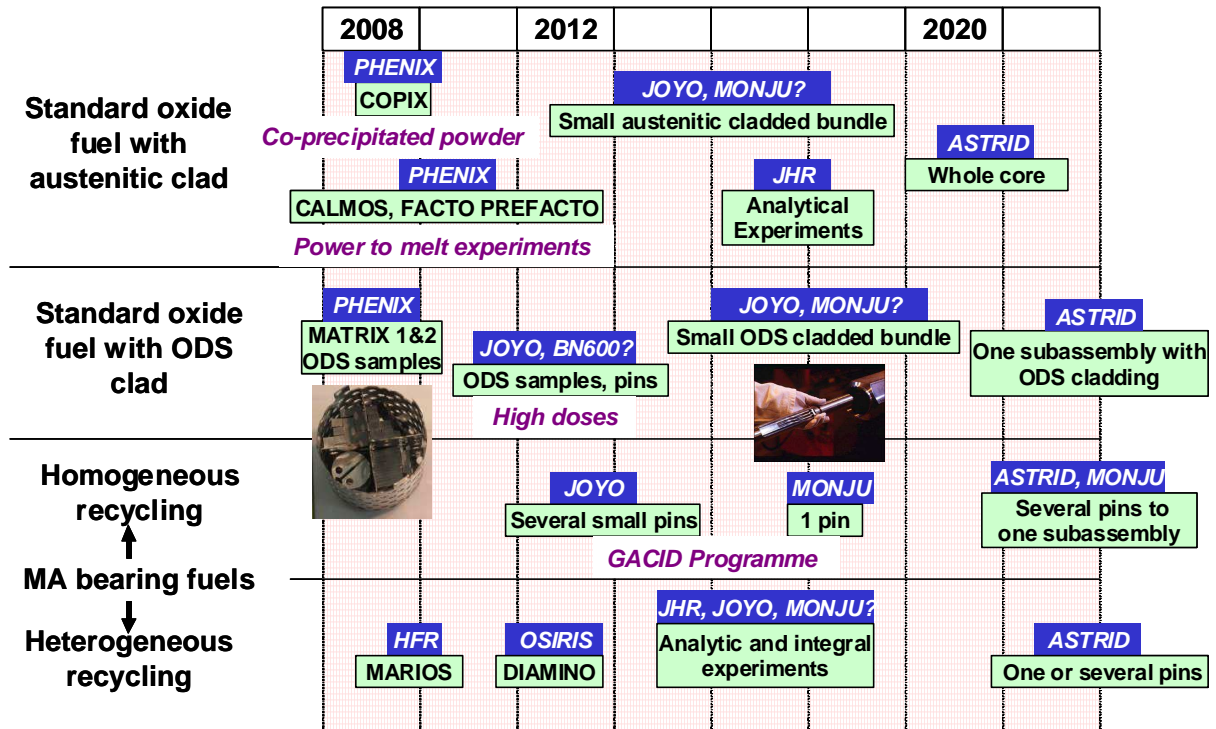 2008
2012
2020
Standard oxide
fuel with
austenitic clad
PHENIX
COPIX
Co-precipitated powder
JOYO, MONJU?
Small austenitic cladded bundle
ASTRID
Whole core
PHENIX
CALMOS, FACTO PREFACTO
Power to melt experiments
JHR
Analytical
Experiments
Standard oxide
fuel with ODS
clad
PHENIX
MATRIX 1&2
ODS samples
JOYO, BN600?
ODS samples, pins
High doses
JOYO, MONJU?
Small ODS cladded bundle
ASTRID
One subassembly with
ODS cladding
Homogeneous
recycling
JOYO
Several small pins
MONJU
1 pin
ASTRID, MONJU
Several pins to
one subassembly
GACID Programme
MA bearing fuels
Heterogeneous
recycling
HFR
MARIOS
OSIRIS
DIAMINO
JHR, JOYO, MONJU?
Analytic and integral
experiments
ASTRID
One or several pins